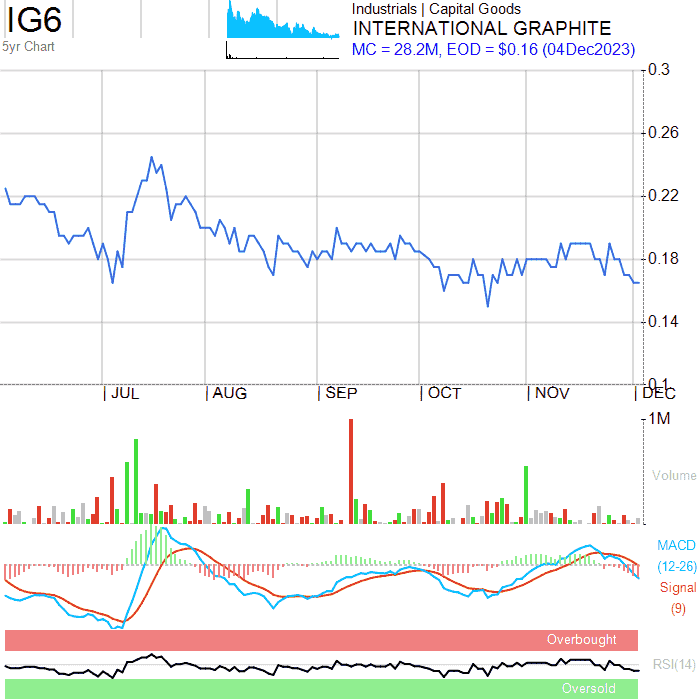 IG6
5yr Chart
Industrials | Capital Goods
INTERNATIONAL GRAPHITE
MC = 28.2M, EOD = $0.16 (04Dec2023)
0.3
0.26
0.22
0.18
0.14
0.1
JUL AUG SEP OCT NOV DEC
1M
Volume
MACD
(12-26)
Signal
(9)
Overbought
RSI(14)
Oversold